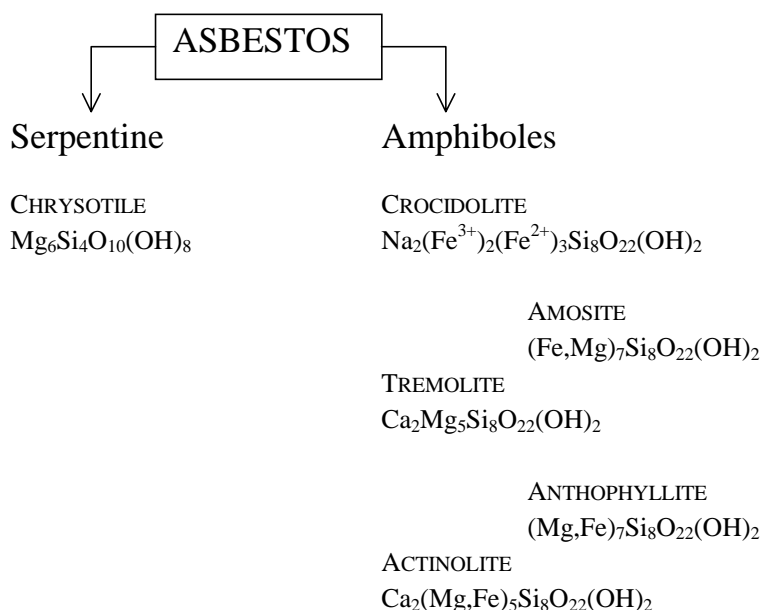 ASBESTOS
Serpentine
Amphiboles
CHRYSOTILE
Mg₆Si₄O₁₀(OH)₈
CROCIDOLITE
Na₂(Fe³⁺)₂(Fe²⁺)₃Si₈O₂₂(OH)₂
AMOSITE
(Fe,Mg)₇Si₈O₂₂(OH)₂
TREMOLITE
Ca₂Mg₅Si₈O₂₂(OH)₂
ANTHOPHYLLITE
(Mg,Fe)₇Si₈O₂₂(OH)₂
ACTINOLITE
Ca₂(Mg,Fe)₅Si₈O₂₂(OH)₂